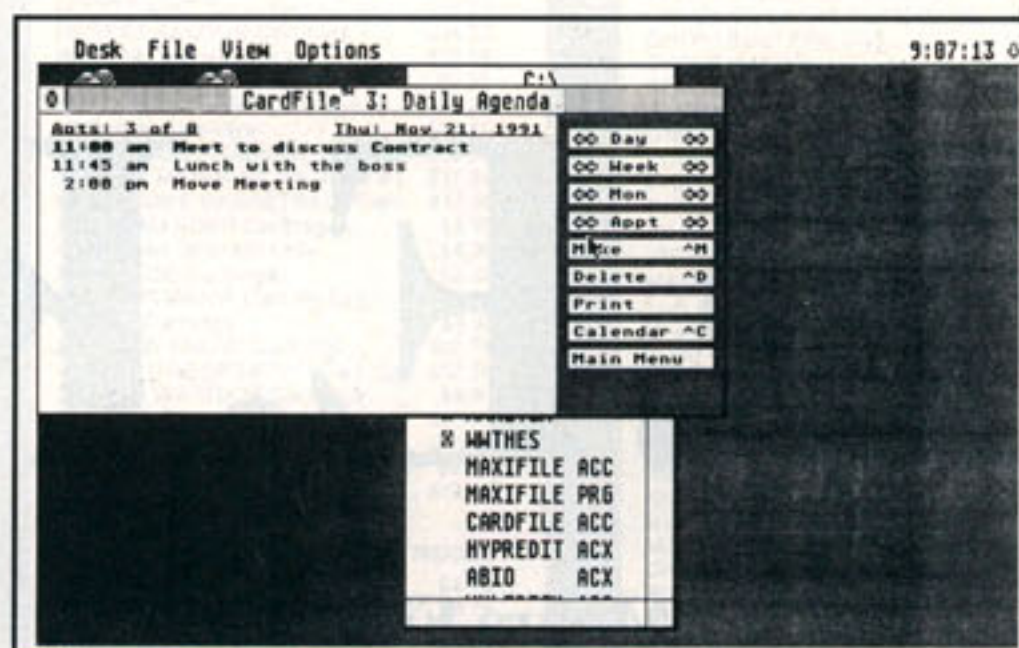 Desk File View Options 9:07:13
C:\
CardFile™ 3: Daily Agenda
Apts: 3 of 8 Thu: Nov 21, 1991
11:00 am Meet to discuss Contract
11:45 am Lunch with the boss
2:00 pm Move Meeting
◇◇ Day ◇◇
◇◇ Week ◇◇
◇◇ Mon ◇◇
◇◇ Appt ◇◇
^M
Delete ^D
Print
Calendar ^C
Main Menu
WWTHES
MAXIFILE ACC
MAXIFILE PRG
CARDFILE ACC
HYPREDIT ACX
ABIO ACX